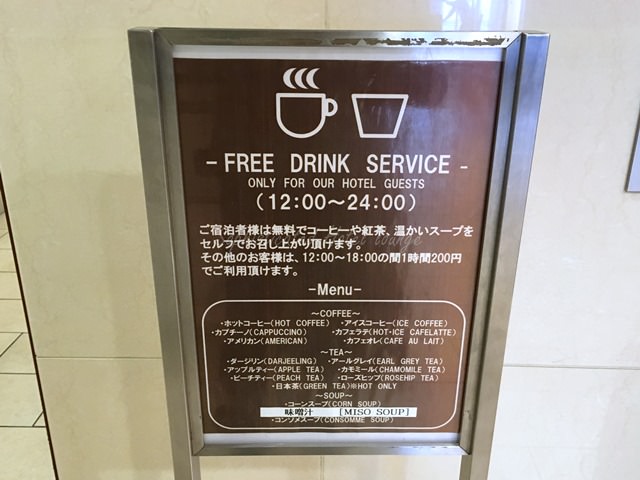 - FREE DRINK SERVICE -
ONLY FOR OUR HOTEL GUESTS
(12:00～24:00)
ご宿泊者様は無料でコーヒーや紅茶、温かいスープを
セルフでお召し上がり頂けます。
lounge
その他のお客様は、12:00～18:00の間1時間200円
でご利用頂けます。
-Menu-
～COFFEE～
・ホットコーヒー(HOT COFFEE) ・アイスコーヒー(ICE COFFEE)
・カプチーノ(CAPPUCCINO) ・カフェラテ(HOT・ICE CAFELATTE)
・アメリカン(AMERICAN) ・カフェオレ(CAFE AU LAIT)
～TEA～
・ダージリン(DARJEELING) ・アールグレイ(EARL GREY TEA)
・アップルティー(APPLE TEA) ・カモミール(CHAMOMILE TEA)
・ピーチティー(PEACH TEA) ・ローズヒップ(ROSEHIP TEA)
・日本茶(GREEN TEA)※HOT ONLY
～SOUP～
・コーンスープ(CORN SOUP)
味噌汁 [MISO SOUP]
・コンソメスープ(CONSOMME SOUP)